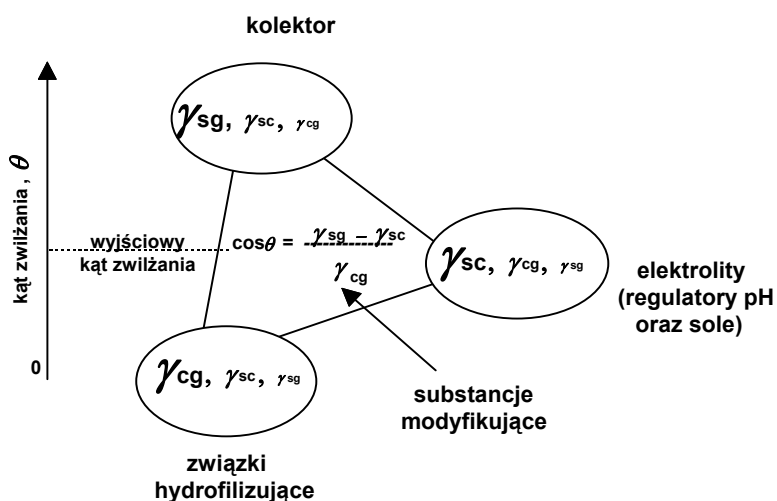 kolektor
γsg, γsc, γcg
kąt zwilżania, θ
wyjściowy
kąt zwilżania
cosθ = γsg – γsc
γcg
γsc, γcg, γsg
elektrolity
(regulatory pH
oraz sole)
0
γcg, γsc, γsg
substancje
modyfikujące
związki
hydrofilizujące